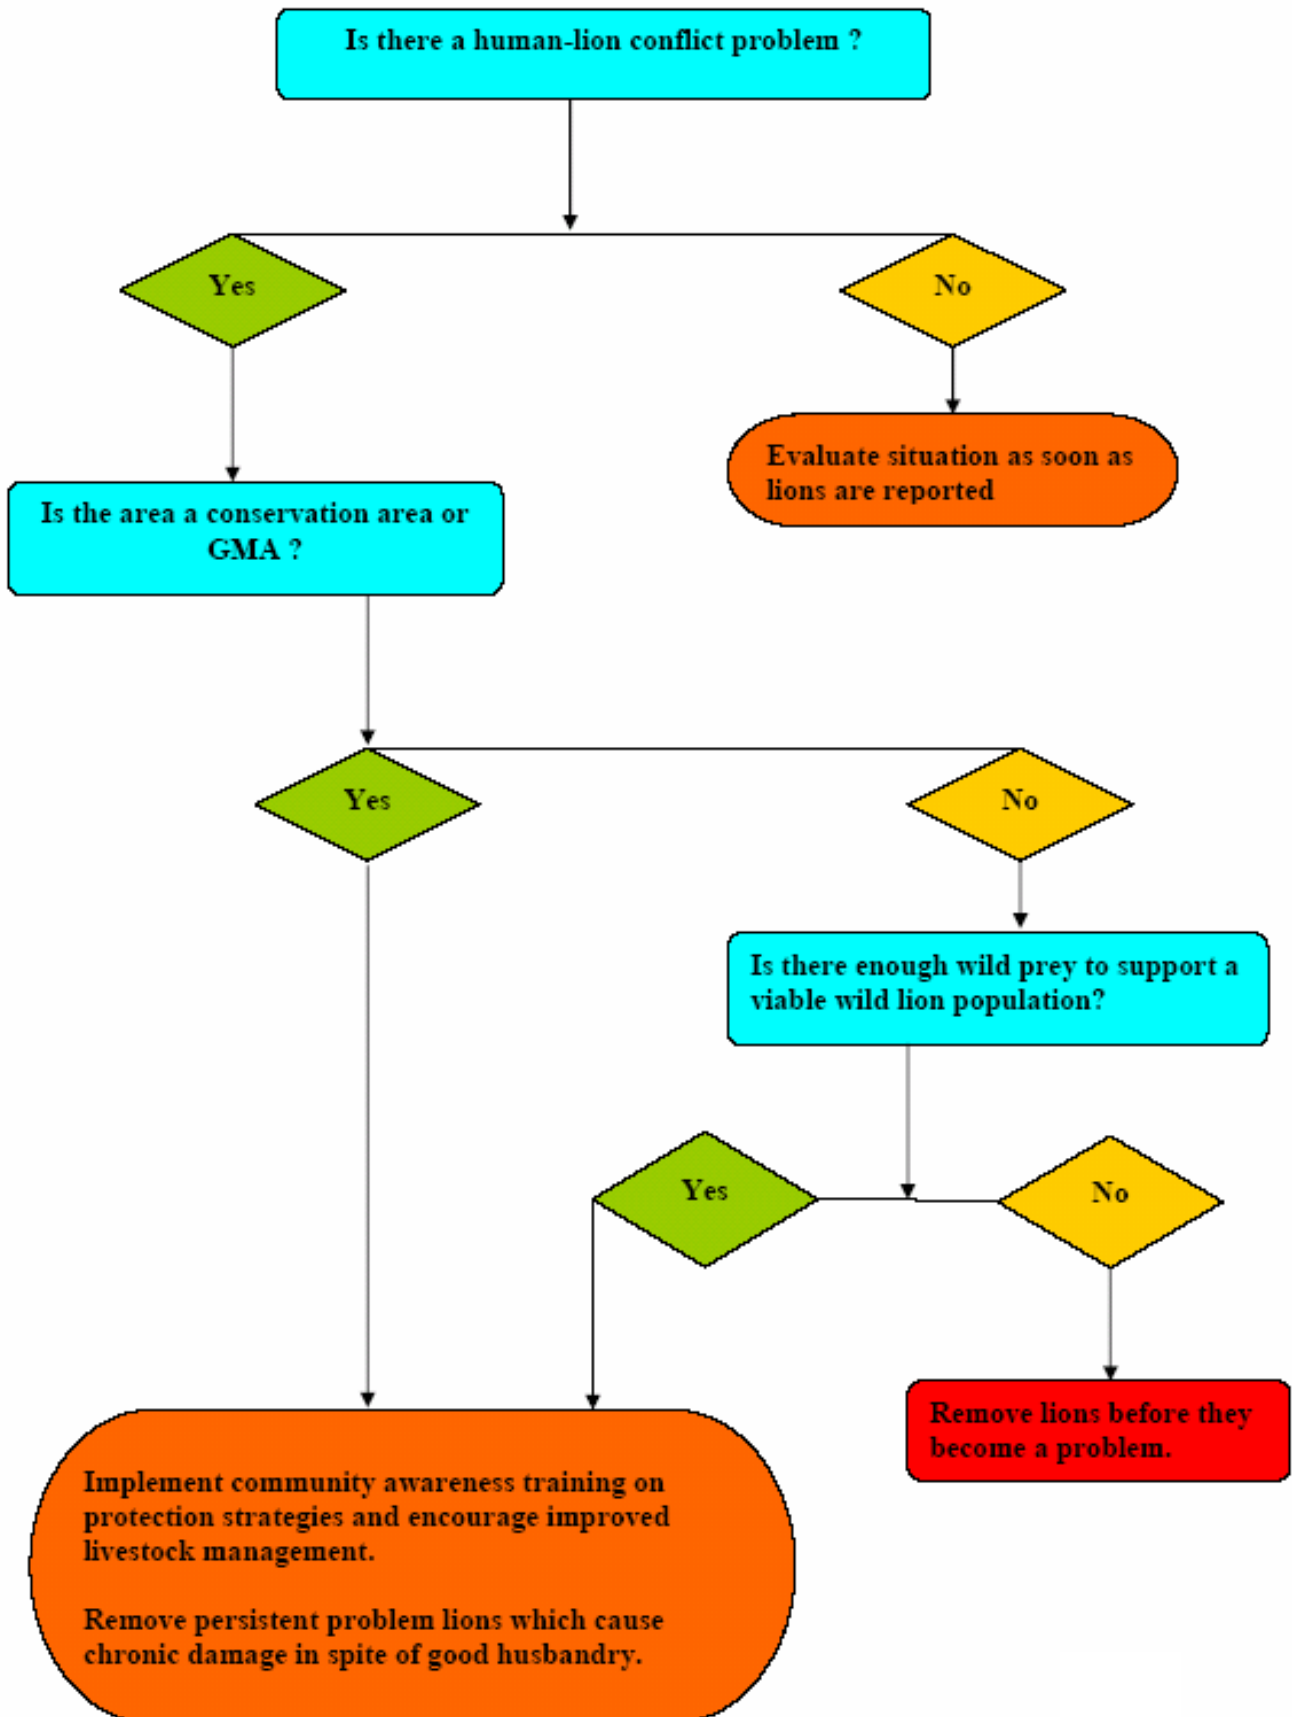 Is there a human-lion conflict problem ?
Yes
No
Evaluate situation as soon as
lions are reported
Is the area a conservation area or
GMA ?
Yes
No
Is there enough wild prey to support a
viable wild lion population?
Yes
No
Remove lions before they
become a problem.
Implement community awareness training on
protection strategies and encourage improved
livestock management.
Remove persistent problem lions which cause
chronic damage in spite of good husbandry.